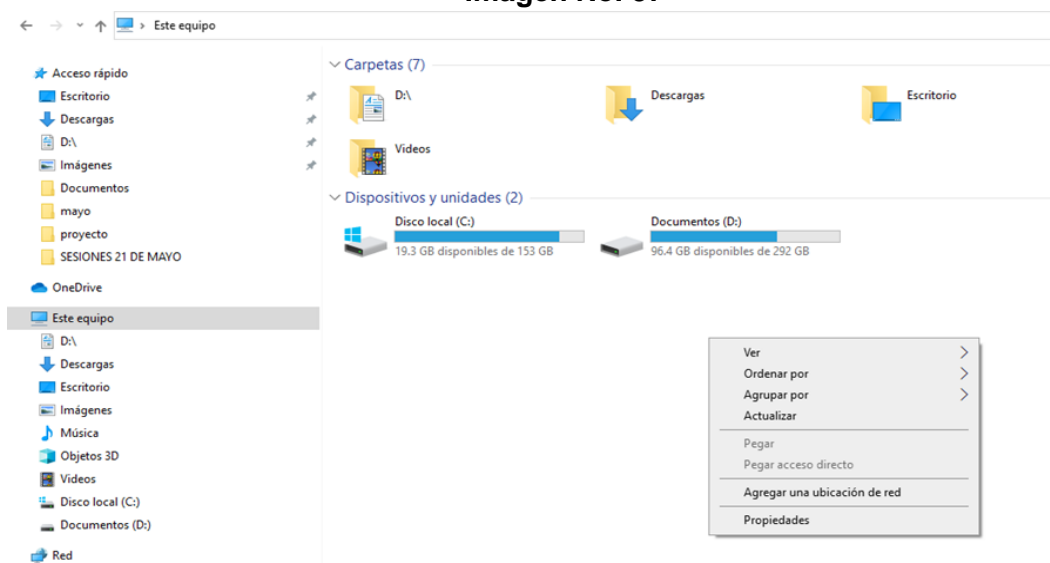 Este equipo
Acceso rápido
Escritorio
Descargas
D:\
Imágenes
Documentos
mayo
proyecto
SESIONES 21 DE MAYO
OneDrive
Este equipo
D:\
Descargas
Escritorio
Imágenes
Música
Objetos 3D
Videos
Disco local (C:)
Documentos (D:)
Red
Carpetas (7)
D:\
Descargas
Escritorio
Videos
Dispositivos y unidades (2)
Disco local (C:)
19.3 GB disponibles de 153 GB
Documentos (D:)
96.4 GB disponibles de 292 GB
Ver
Ordenar por
Agrupar por
Actualizar
Pegar
Pegar acceso directo
Agregar una ubicación de red
Propiedades